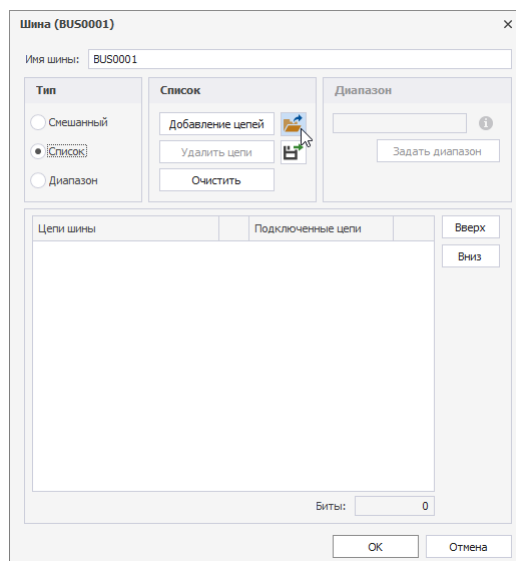 Шина (BUS0001)
Имя шины: BUS0001
Тип
Список
Диапазон
Смешанный
Добавление цепей
Список
Удалить цепи
Задать диапазон
Диапазон
Очистить
Цепи шины
Подключенные цепи
Вверх
Вниз
Биты: 0
OK
Отмена